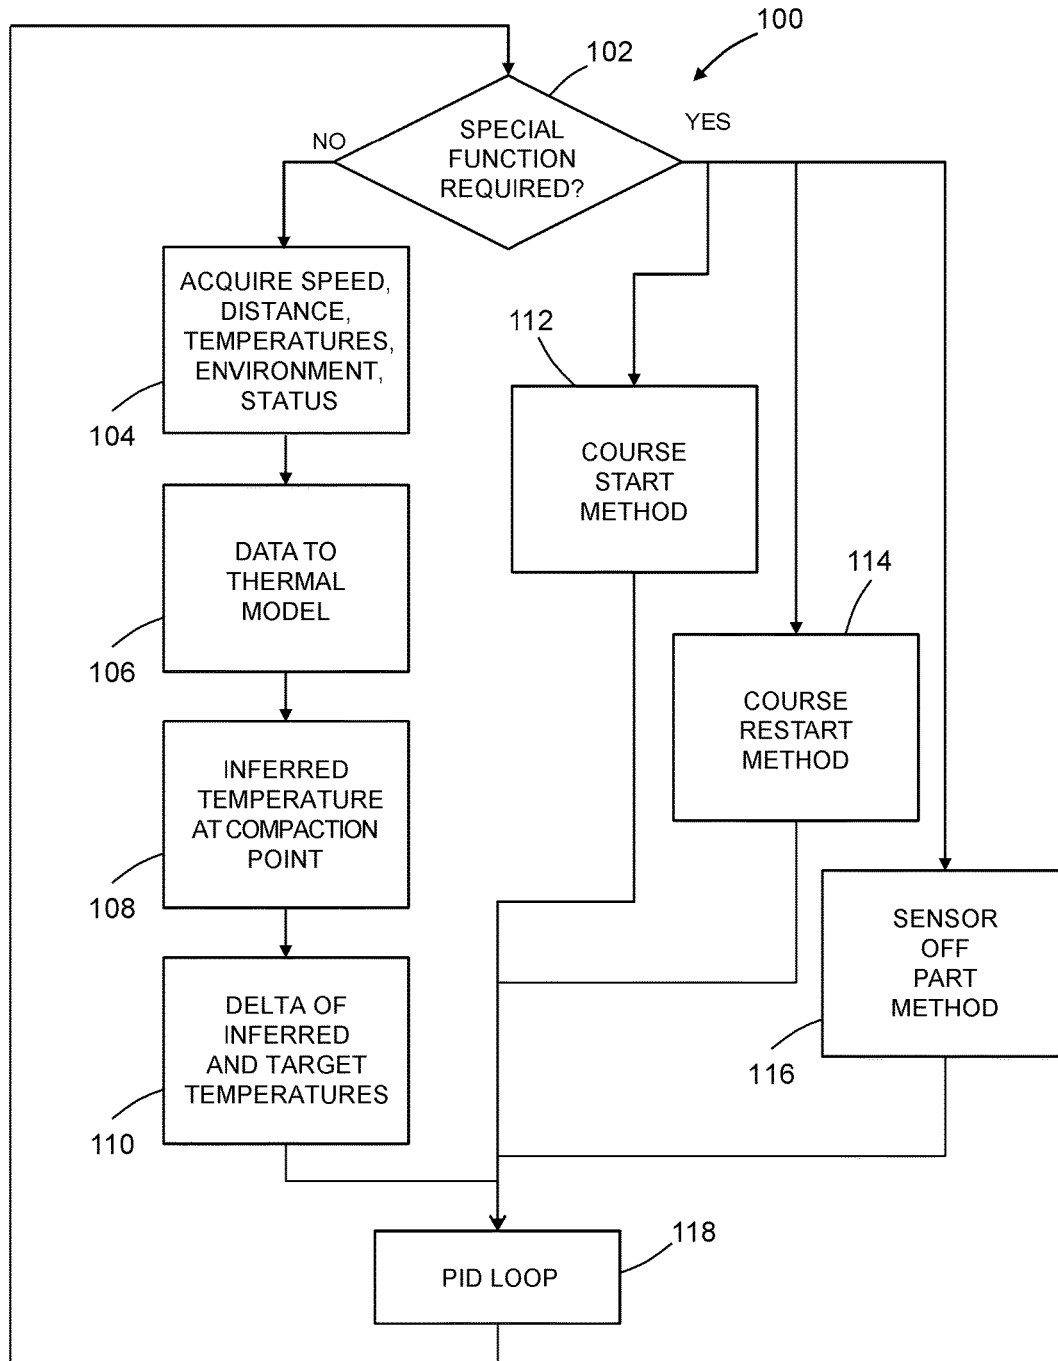 100
102
SPECIAL
FUNCTION
REQUIRED?
NO
YES
ACQUIRE SPEED,
DISTANCE,
TEMPERATURES,
ENVIRONMENT,
STATUS
104
DATA TO
THERMAL
MODEL
106
INFERRED
TEMPERATURE
AT COMPACTION
POINT
108
DELTA OF
INFERRED
AND TARGET
TEMPERATURES
110
112
COURSE
START
METHOD
114
COURSE
RESTART
METHOD
SENSOR
OFF
PART
METHOD
116
118
PID LOOP